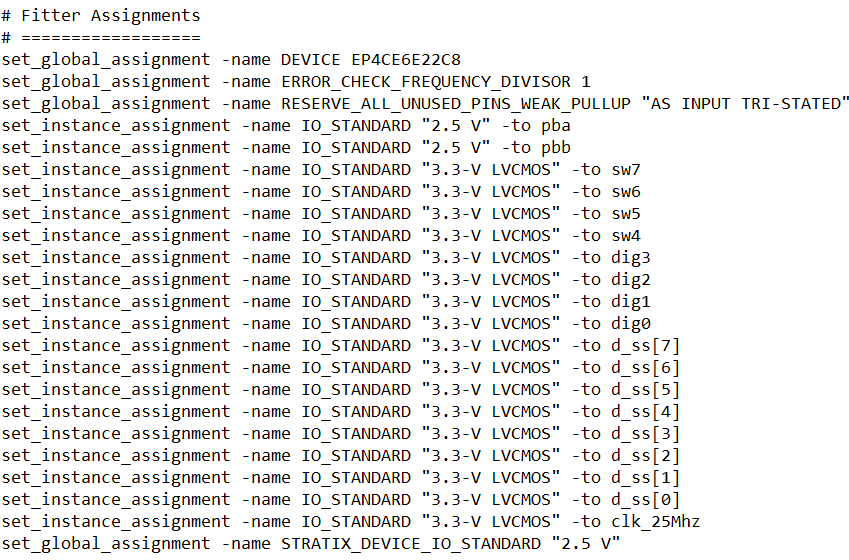 # Fitter Assignments
# ==================
set_global_assignment -name DEVICE EP4CE6E22C8
set_global_assignment -name ERROR_CHECK_FREQUENCY_DIVISOR 1
set_global_assignment -name RESERVE_ALL_UNUSED_PINS_WEAK_PULLUP "AS INPUT TRI-STATED"
set_instance_assignment -name IO_STANDARD "2.5 V" -to pba
set_instance_assignment -name IO_STANDARD "2.5 V" -to pbb
set_instance_assignment -name IO_STANDARD "3.3-V LVCMOS" -to sw7
set_instance_assignment -name IO_STANDARD "3.3-V LVCMOS" -to sw6
set_instance_assignment -name IO_STANDARD "3.3-V LVCMOS" -to sw5
set_instance_assignment -name IO_STANDARD "3.3-V LVCMOS" -to sw4
set_instance_assignment -name IO_STANDARD "3.3-V LVCMOS" -to dig3
set_instance_assignment -name IO_STANDARD "3.3-V LVCMOS" -to dig2
set_instance_assignment -name IO_STANDARD "3.3-V LVCMOS" -to dig1
set_instance_assignment -name IO_STANDARD "3.3-V LVCMOS" -to dig0
set_instance_assignment -name IO_STANDARD "3.3-V LVCMOS" -to d_ss[7]
set_instance_assignment -name IO_STANDARD "3.3-V LVCMOS" -to d_ss[6]
set_instance_assignment -name IO_STANDARD "3.3-V LVCMOS" -to d_ss[5]
set_instance_assignment -name IO_STANDARD "3.3-V LVCMOS" -to d_ss[4]
set_instance_assignment -name IO_STANDARD "3.3-V LVCMOS" -to d_ss[3]
set_instance_assignment -name IO_STANDARD "3.3-V LVCMOS" -to d_ss[2]
set_instance_assignment -name IO_STANDARD "3.3-V LVCMOS" -to d_ss[1]
set_instance_assignment -name IO_STANDARD "3.3-V LVCMOS" -to d_ss[0]
set_instance_assignment -name IO_STANDARD "3.3-V LVCMOS" -to clk_25Mhz
set_global_assignment -name STRATIX_DEVICE_IO_STANDARD "2.5 V"